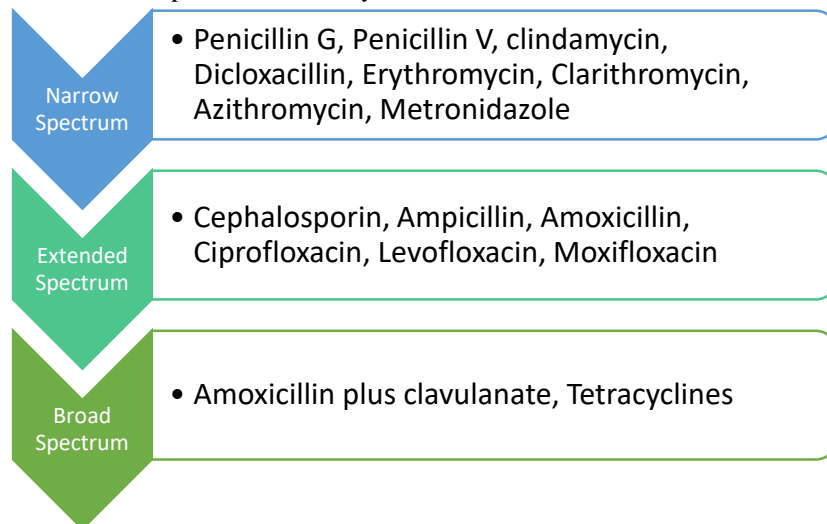 Narrow
Spectrum
• Penicillin G, Penicillin V, clindamycin,
Dicloxacillin, Erythromycin, Clarithromycin,
Azithromycin, Metronidazole
Extended
Spectrum
• Cephalosporin, Ampicillin, Amoxicillin,
Ciprofloxacin, Levofloxacin, Moxifloxacin
Broad
Spectrum
• Amoxicillin plus clavulanate, Tetracyclines